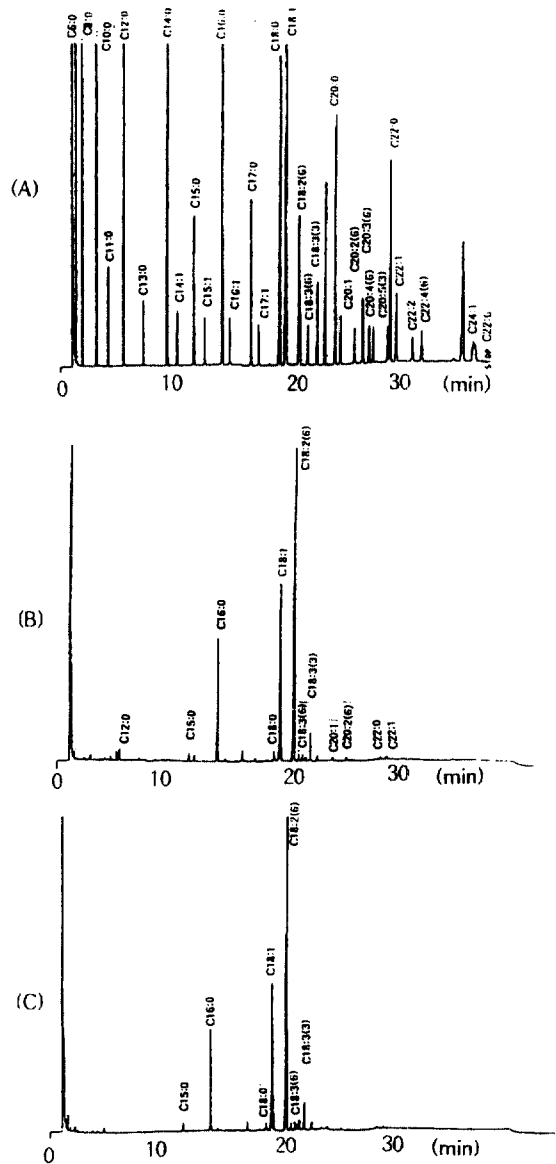 (A)
C6:0
C8:0
C10:0
C11:0
C12:0
C13:0
C14:0
C14:1
C15:0
C15:1
C16:0
C16:1
C17:0
C17:1
C18:0
C18:1
C18:2(6)
C18:3(6)
C18:3(3)
C20:0
C20:1
C20:2(6)
C20:3(6)
C20:4(6)
C20:5(3)
C22:0
C22:1
C22:2
C22:4(6)
C24:1
C22:6
0 10 20 30 (min)
(B)
C12:0
C15:0
C16:0
C18:0
C18:1
C18:2(6)
C18:3(6)
C18:3(3)
C20:1
C20:2(6)
C22:0
C22:1
0 10 20 30 (min)
(C)
C15:0
C16:0
C18:0
C18:1
C18:2(6)
C18:3(6)
C18:3(3)
0 10 20 30 (min)